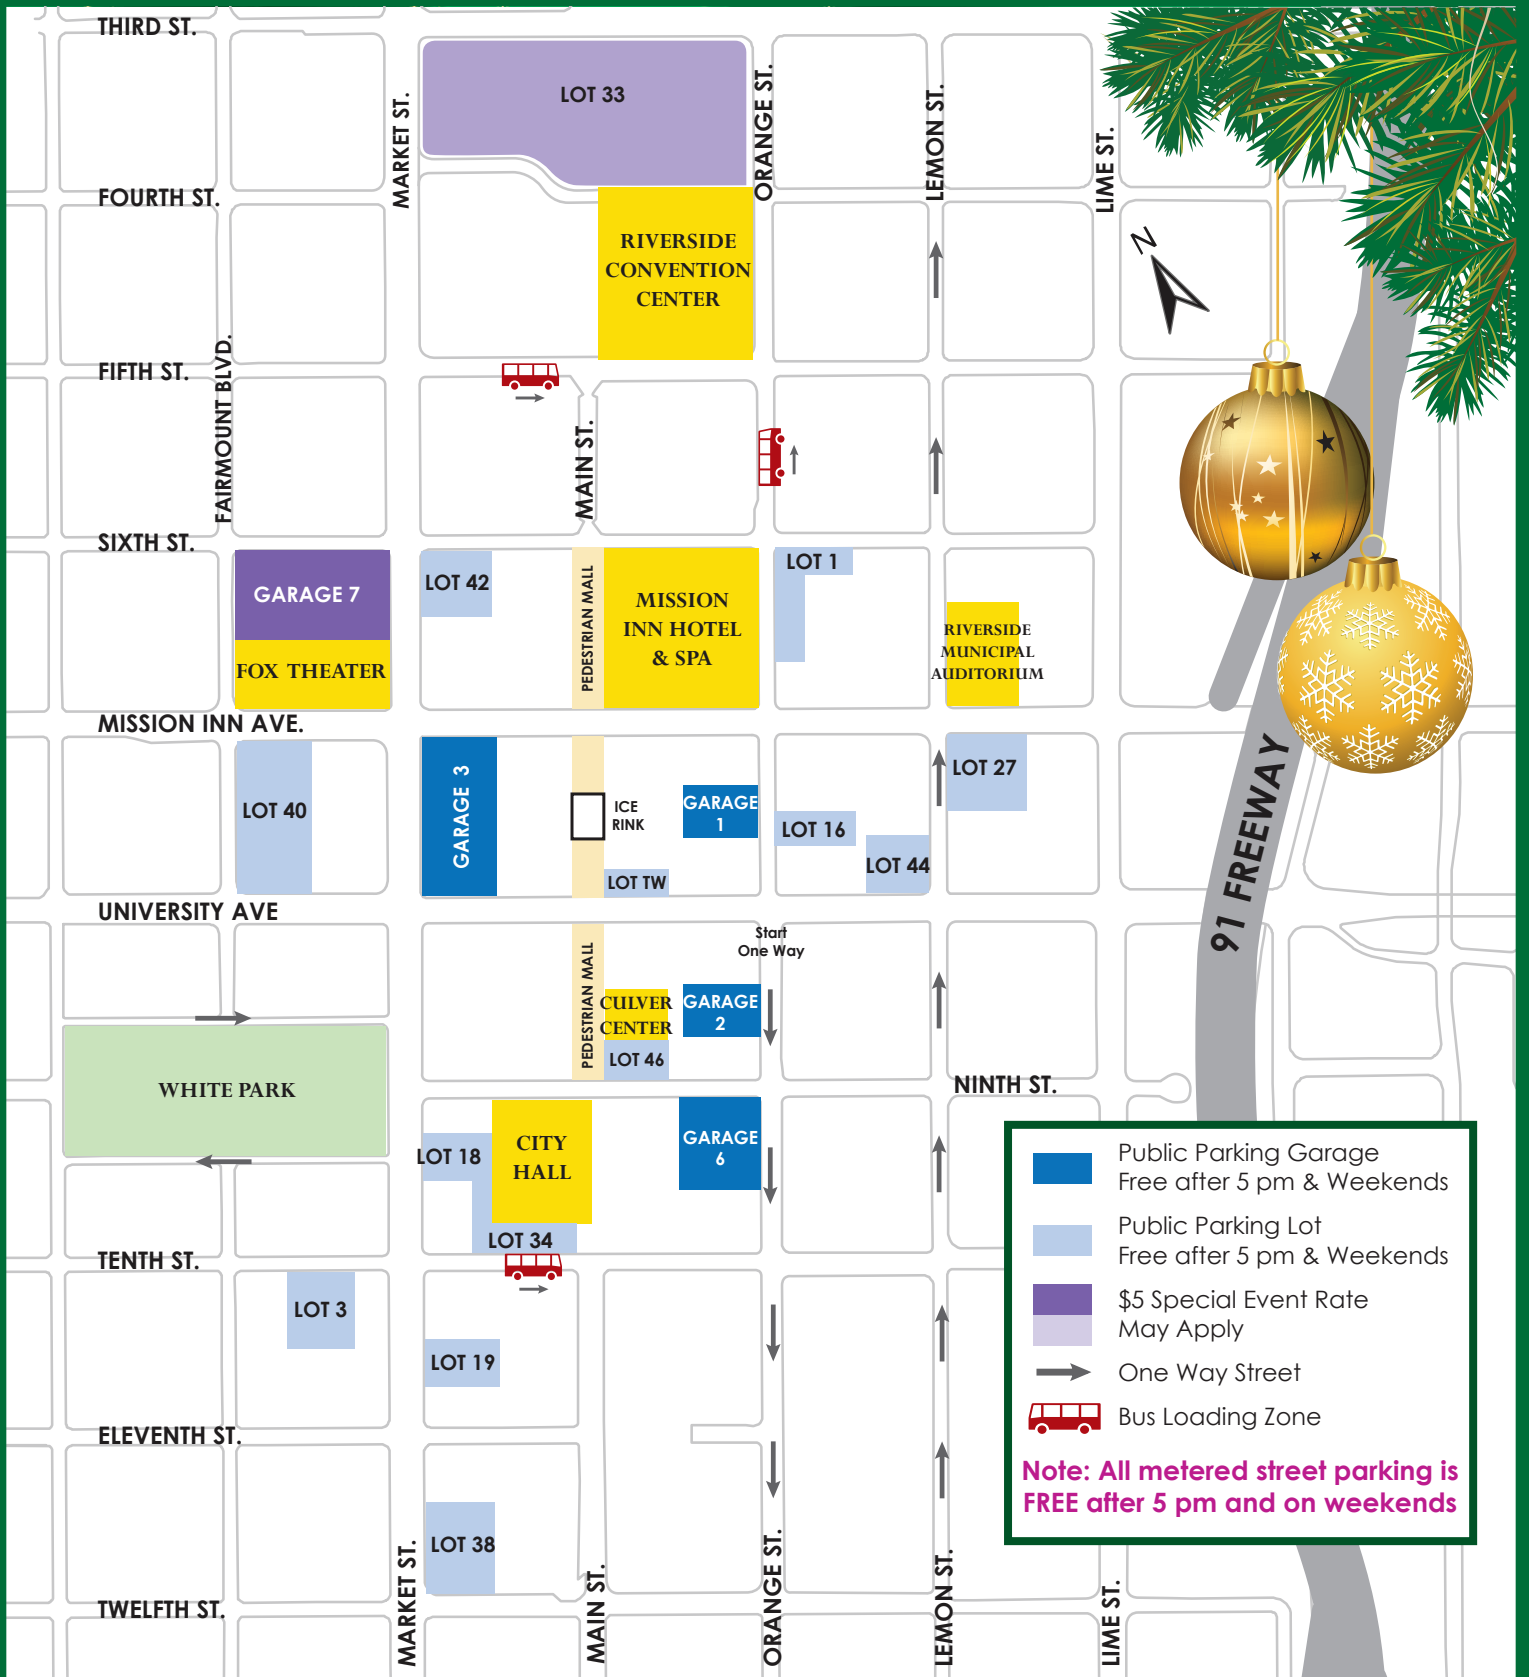 THIRD ST.
LOT 33
MARKET ST.
ORANGE ST.
LEMON ST.
LIME ST.
FOURTH ST.
RIVERSIDE
CONVENTION
CENTER
N
FIFTH ST.
FAIRMOUNT BLVD.
MAIN ST.
SIXTH ST.
GARAGE 7
FOX THEATER
LOT 42
PEDESTRIAN MALL
MISSION
INN HOTEL
& SPA
LOT 1
RIVERSIDE
MUNICIPAL
AUDITORIUM
MISSION INN AVE.
LOT 40
GARAGE 3
ICE
RINK
GARAGE
1
LOT TW
LOT 16
LOT 44
LOT 27
91 FREEWAY
UNIVERSITY AVE
Start
One Way
PEDESTRIAN MALL
CULVER
CENTER
GARAGE
2
LOT 46
WHITE PARK
NINTH ST.
LOT 18
CITY
HALL
GARAGE
6
LOT 34
TENTH ST.
LOT 3
LOT 19
ELEVENTH ST.
LOT 38
TWELFTH ST.
MARKET ST.
MAIN ST.
ORANGE ST.
LEMON ST.
LIME ST.
Public Parking Garage
Free after 5 pm & Weekends
Public Parking Lot
Free after 5 pm & Weekends
$5 Special Event Rate
May Apply
One Way Street
Bus Loading Zone
Note: All metered street parking is
FREE after 5 pm and on weekends